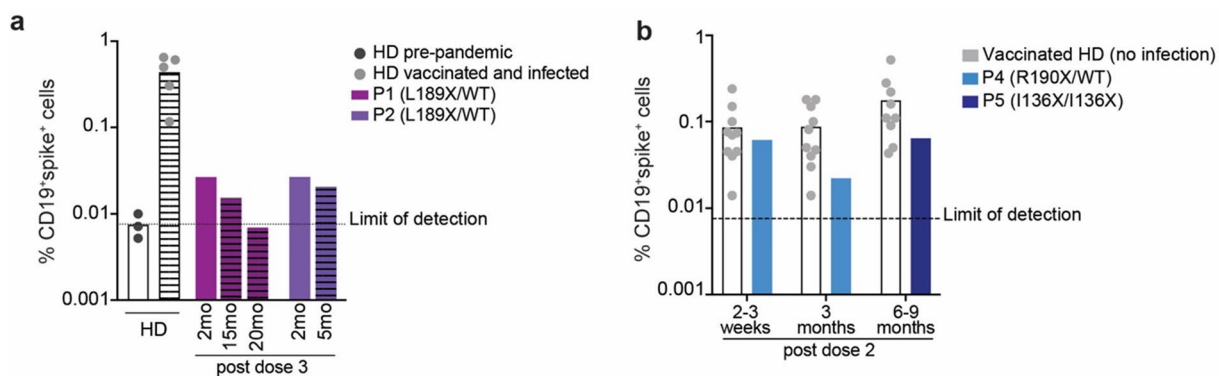 a
% CD19⁺spike⁺ cells
1
0.1
0.01
0.001
HD pre-pandemic
HD vaccinated and infected
P1 (L189X/WT)
P2 (L189X/WT)
Limit of detection
HD
2mo
15mo
20mo
2mo
5mo
post dose 3
b
% CD19⁺spike⁺ cells
1
0.1
0.01
0.001
Vaccinated HD (no infection)
P4 (R190X/WT)
P5 (I136X/I136X)
Limit of detection
2-3
weeks
3
months
6-9
months
post dose 2